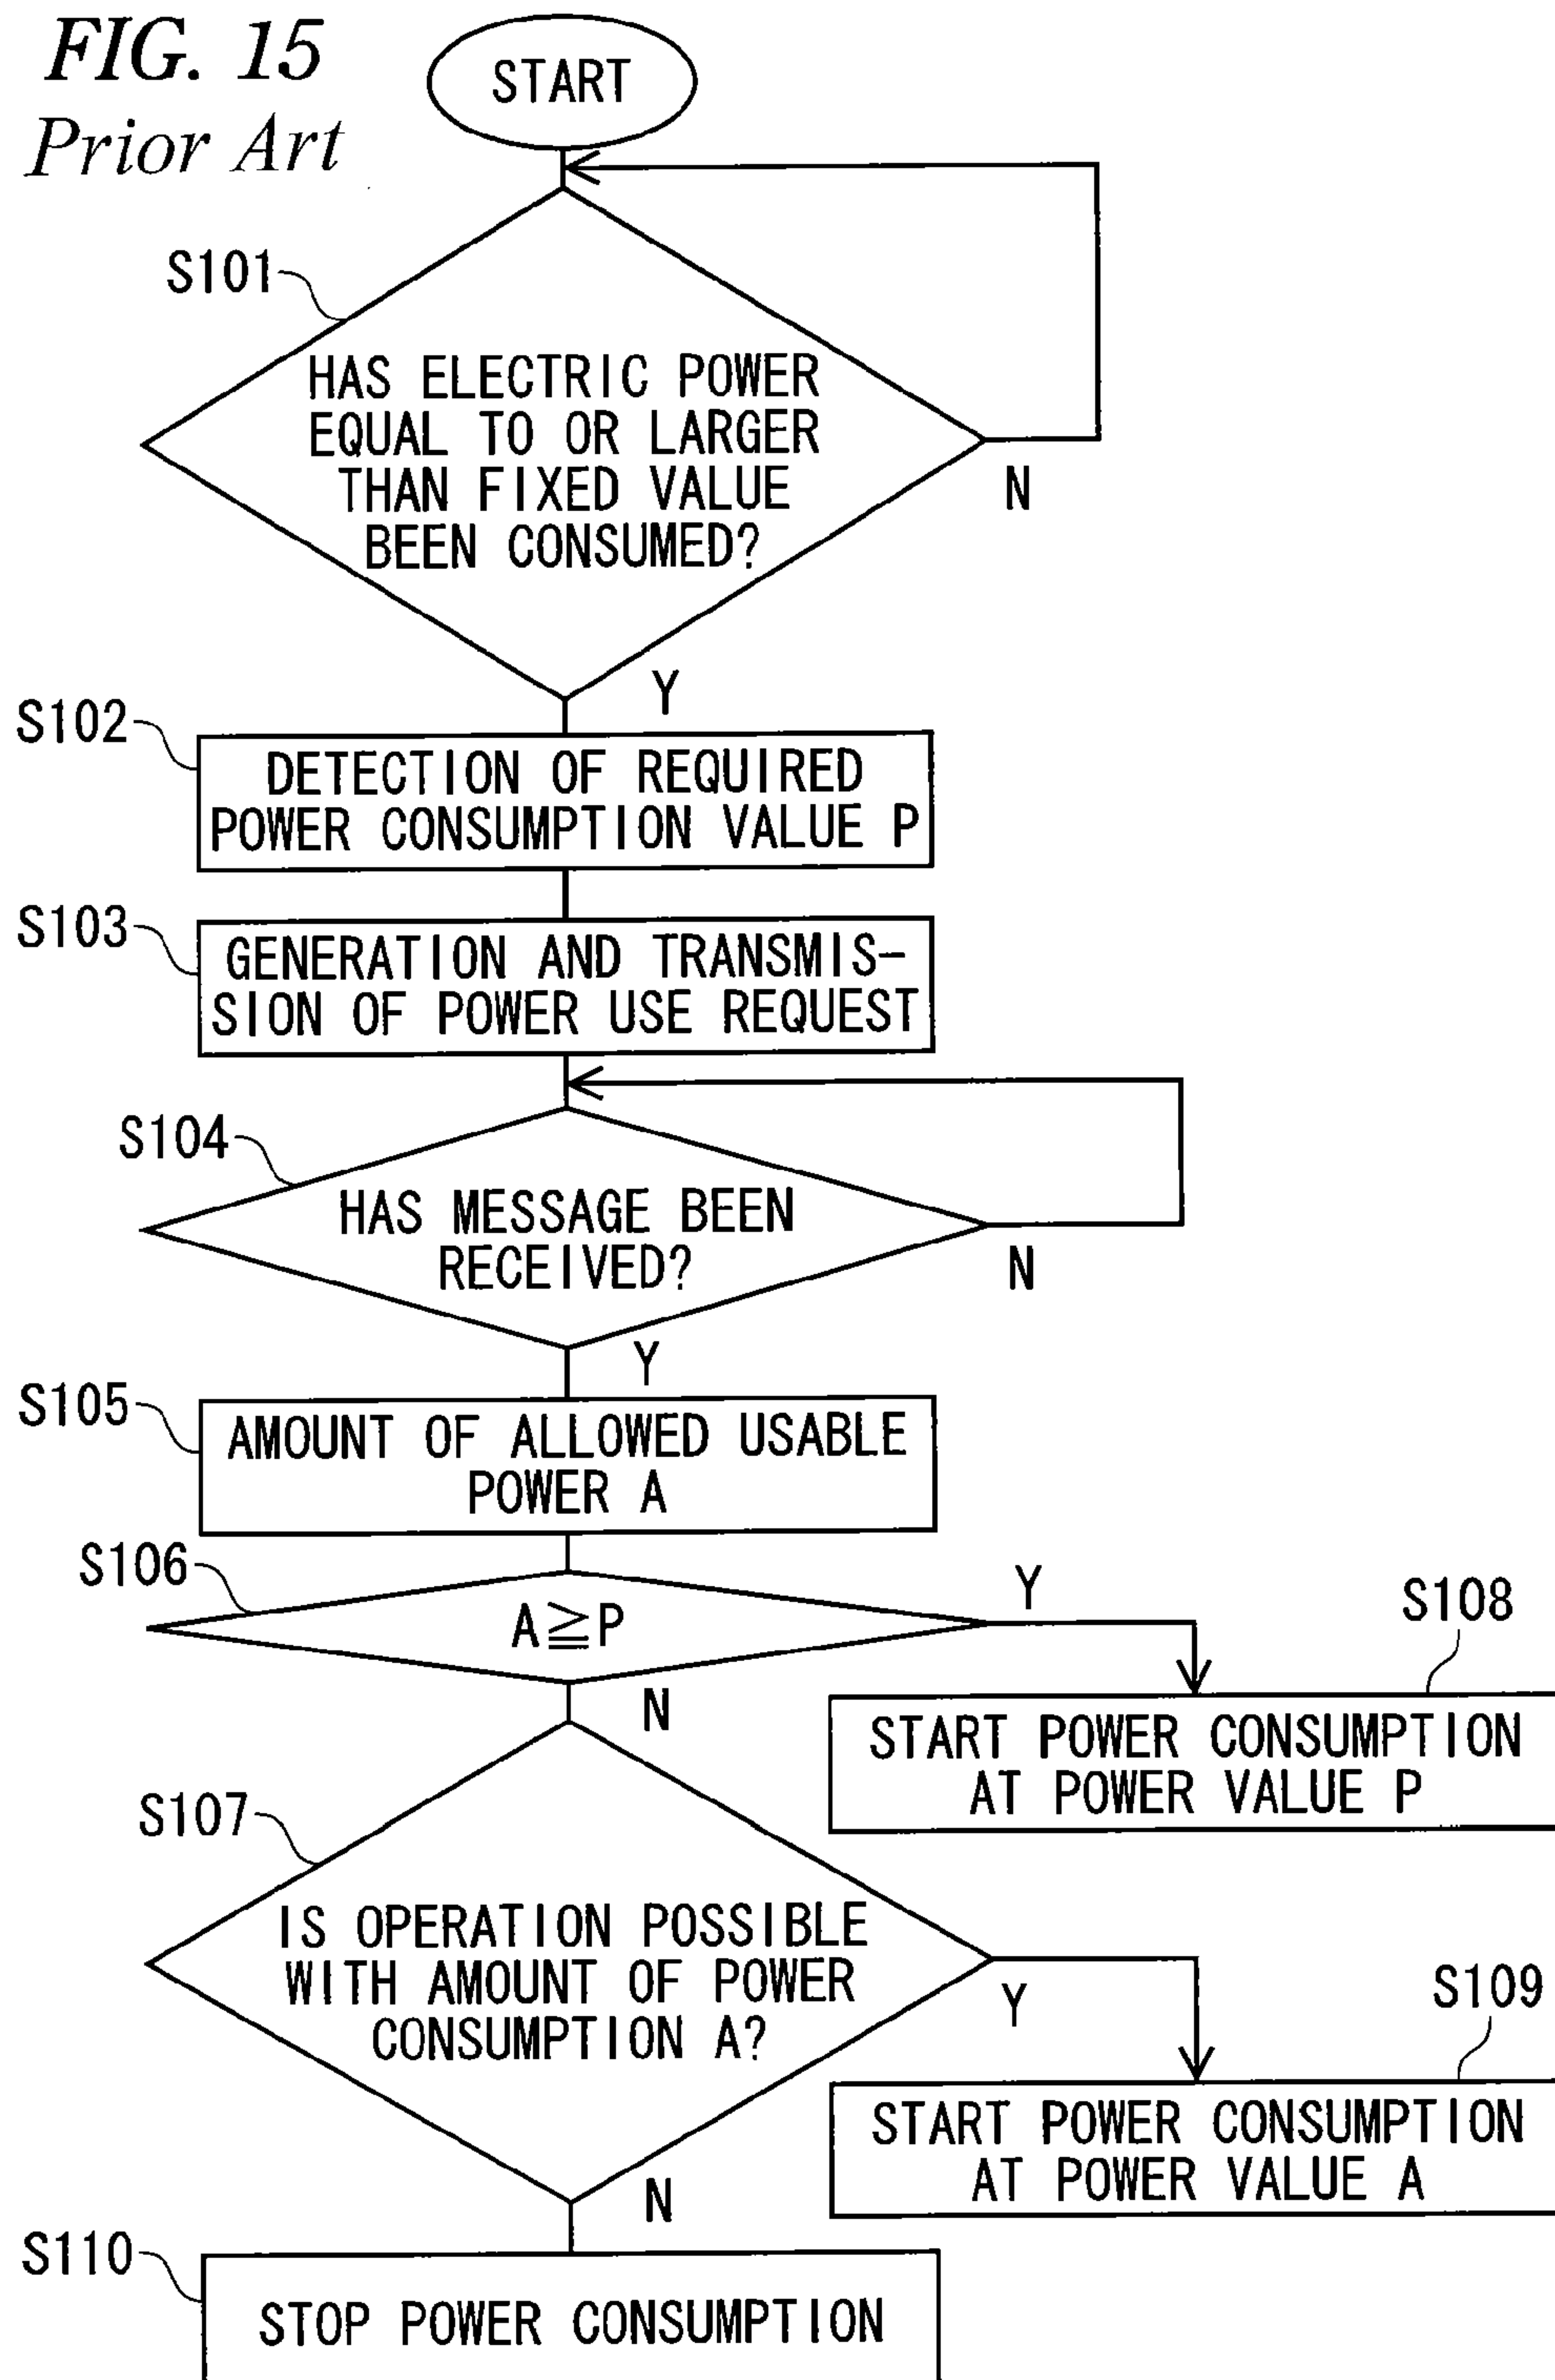 FIG. 15
Prior Art
START
S101
HAS ELECTRIC POWER
EQUAL TO OR LARGER
THAN FIXED VALUE
BEEN CONSUMED?
N
Y
S102
DETECTION OF REQUIRED
POWER CONSUMPTION VALUE P
S103
GENERATION AND TRANSMIS-
SION OF POWER USE REQUEST
S104
HAS MESSAGE BEEN
RECEIVED?
N
Y
S105
AMOUNT OF ALLOWED USABLE
POWER A
S106
A≧P
Y
N
S108
START POWER CONSUMPTION
AT POWER VALUE P
S107
IS OPERATION POSSIBLE
WITH AMOUNT OF POWER
CONSUMPTION A?
Y
N
S109
START POWER CONSUMPTION
AT POWER VALUE A
S110
STOP POWER CONSUMPTION